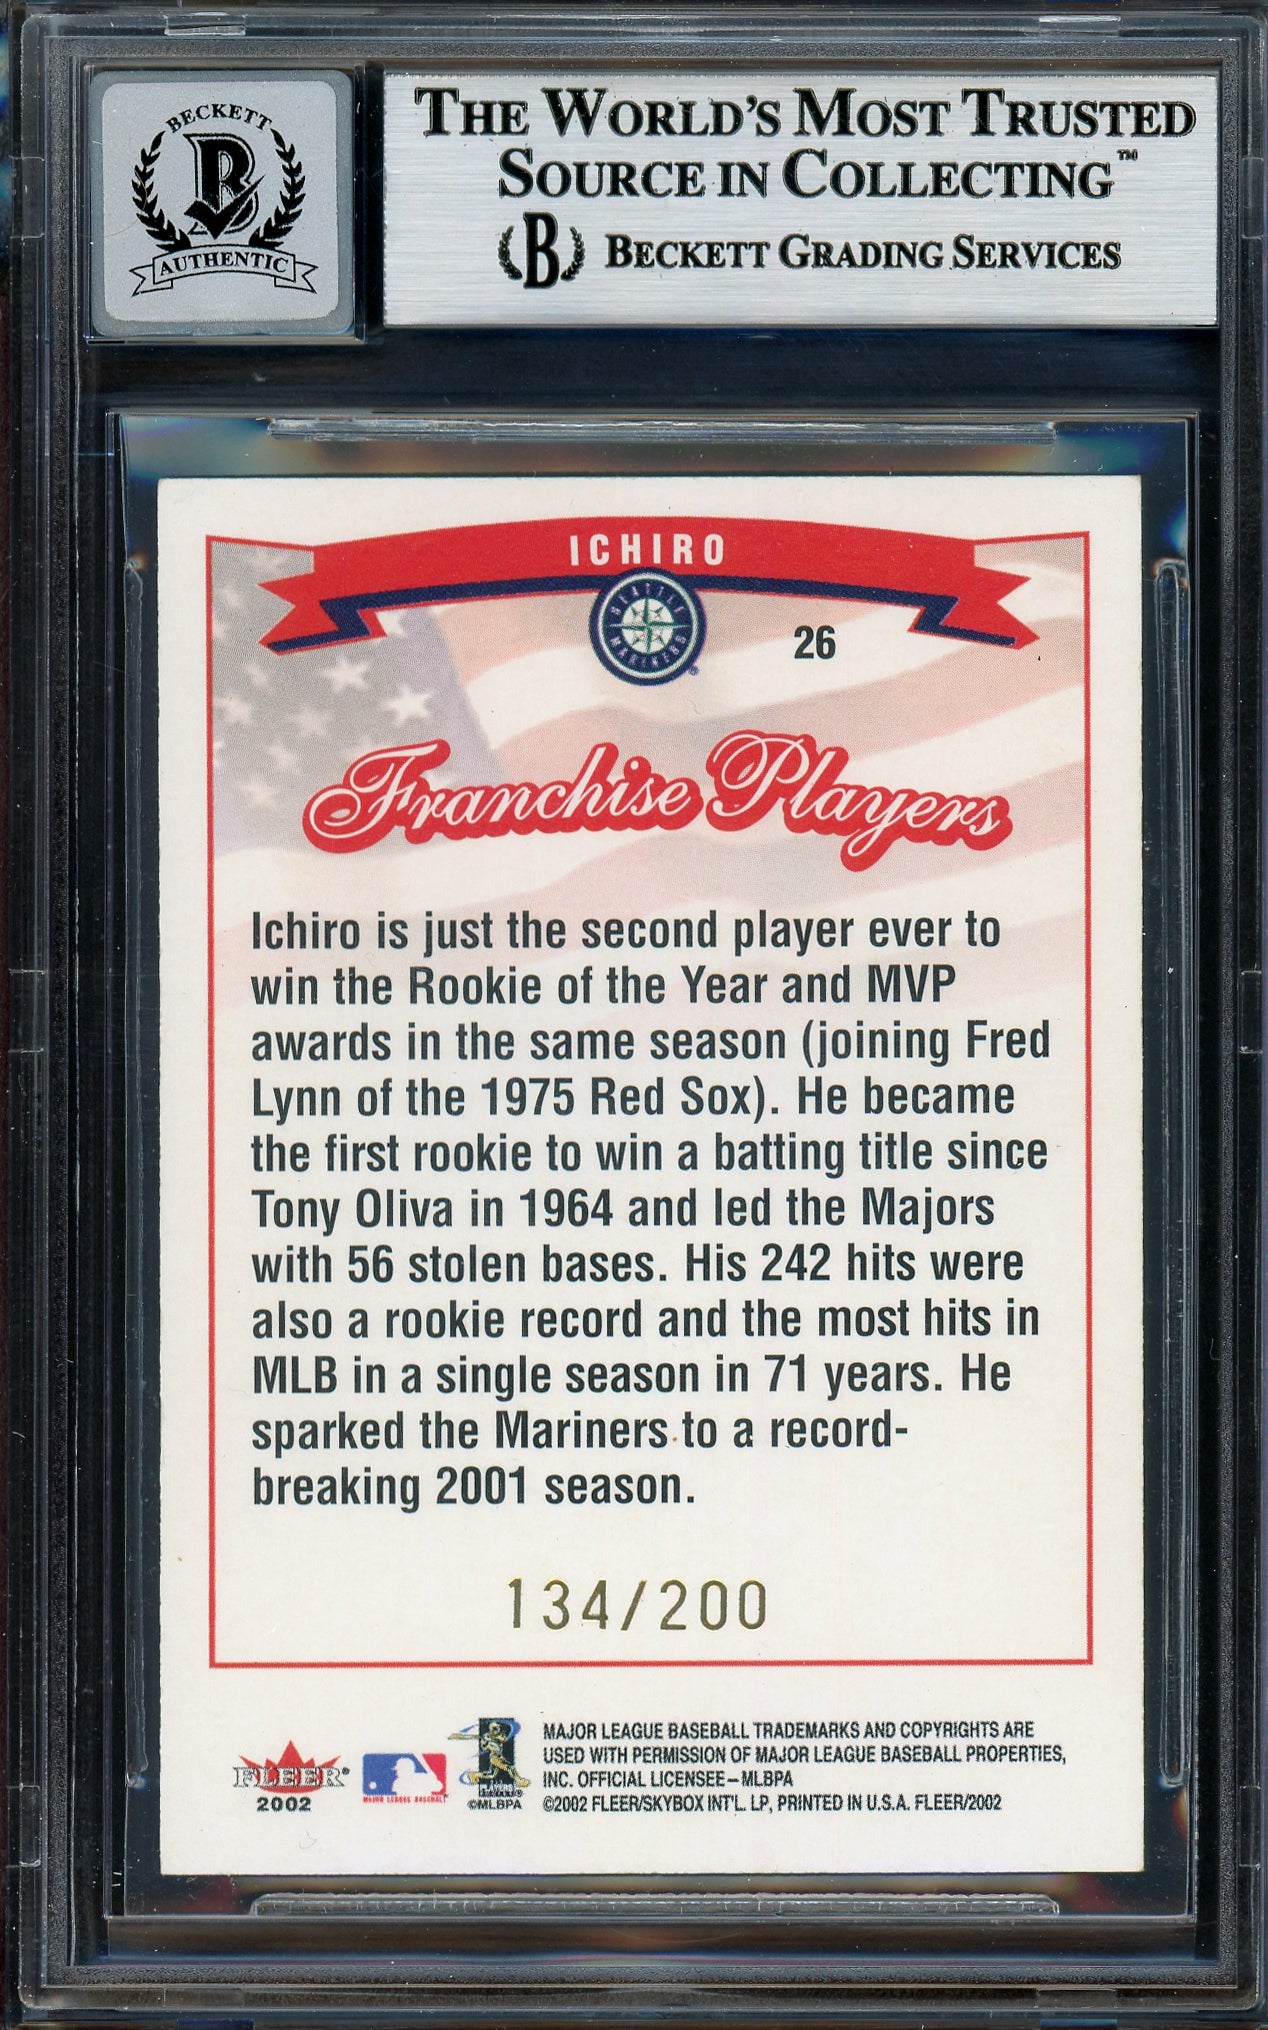 BECKETT
B
AUTHENTIC
THE WORLD'S MOST TRUSTED
SOURCE IN COLLECTING™
B BECKETT GRADING SERVICES
ICHIRO
SEATTLE
MARINERS
®
26
Franchise Players
Ichiro is just the second player ever to
win the Rookie of the Year and MVP
awards in the same season (joining Fred
Lynn of the 1975 Red Sox). He became
the first rookie to win a batting title since
Tony Oliva in 1964 and led the Majors
with 56 stolen bases. His 242 hits were
also a rookie record and the most hits in
MLB in a single season in 71 years. He
sparked the Mariners to a record-
breaking 2001 season.
134/200
FLEER®
2002
MAJOR LEAGUE BASEBALL
PLAYERS
©MLBPA
MAJOR LEAGUE BASEBALL TRADEMARKS AND COPYRIGHTS ARE
USED WITH PERMISSION OF MAJOR LEAGUE BASEBALL PROPERTIES,
INC. OFFICIAL LICENSEE–MLBPA
©2002 FLEER/SKYBOX INT'L. LP, PRINTED IN U.S.A. FLEER/2002